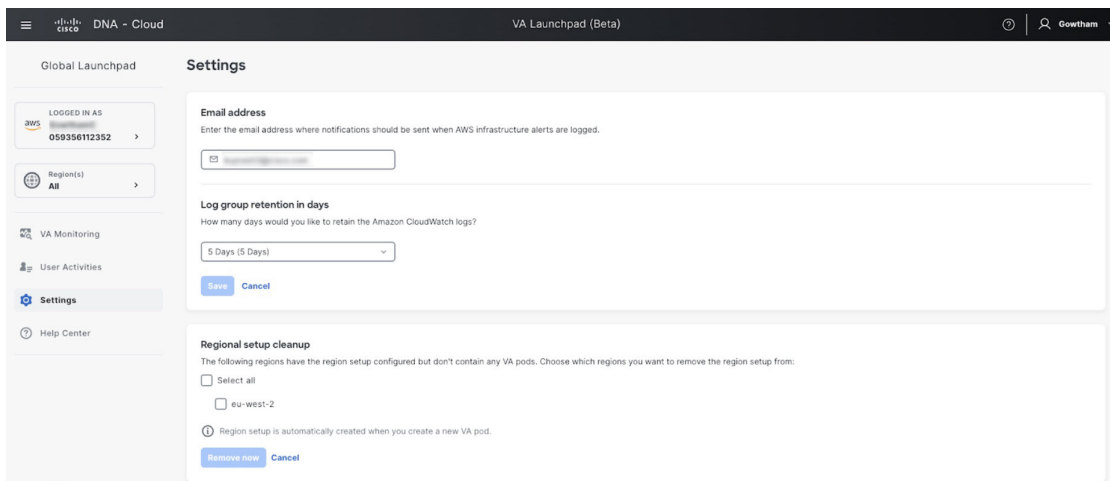 cisco DNA - Cloud
VA Launchpad (Beta)
Gowtham
Global Launchpad
LOGGED IN AS
aws
059356112352
Region(s)
All
VA Monitoring
User Activities
Settings
Help Center
Settings
Email address
Enter the email address where notifications should be sent when AWS infrastructure alerts are logged.
Log group retention in days
How many days would you like to retain the Amazon CloudWatch logs?
5 Days (5 Days)
Save Cancel
Regional setup cleanup
The following regions have the region setup configured but don't contain any VA pods. Choose which regions you want to remove the region setup from:
Select all
eu-west-2
Region setup is automatically created when you create a new VA pod.
Remove now Cancel